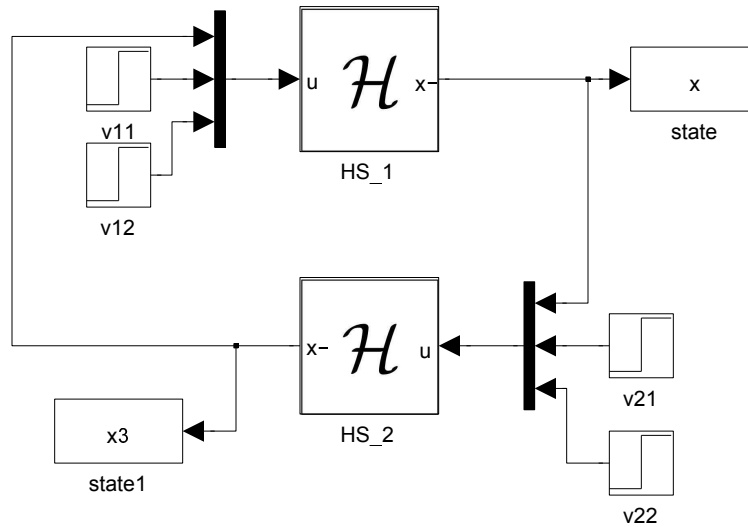 u ℋ x-
x
v11
HS_1
state
v12
x- ℋ u
v21
x3
HS_2
state1
v22